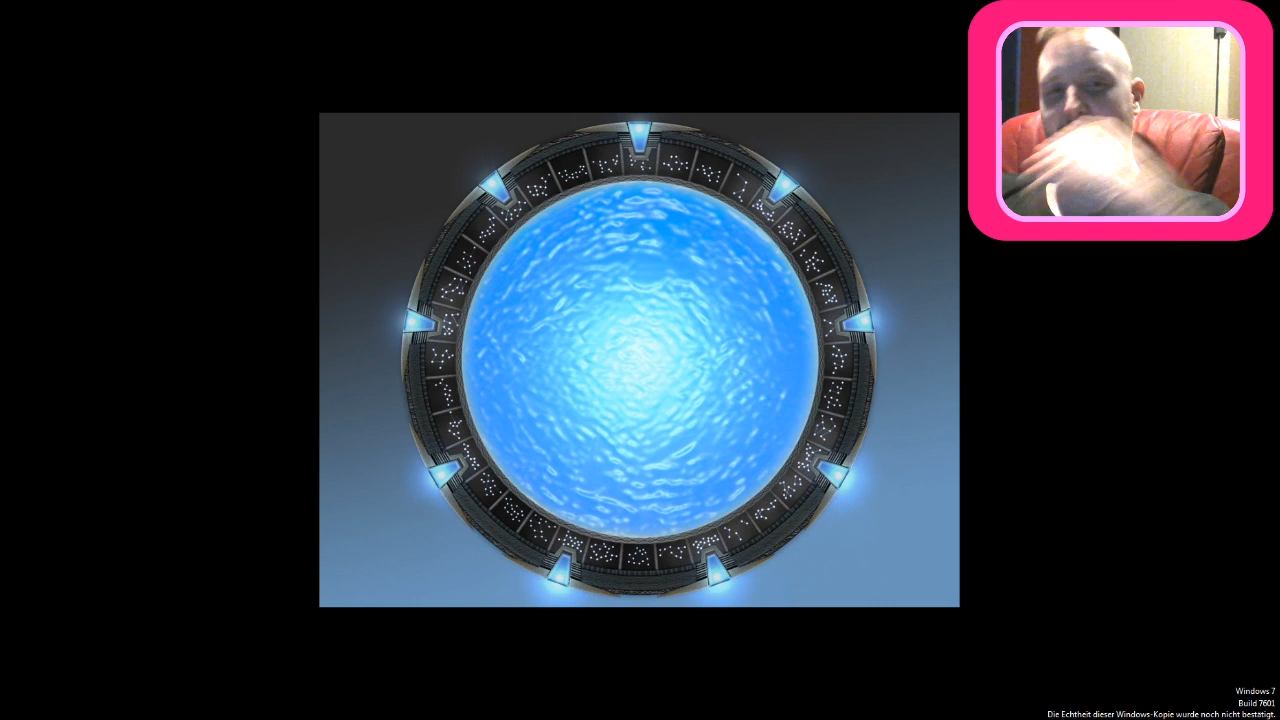 Windows 7
Build 7601
Die Echtheit dieser Windows-Kopie wurde noch nicht bestätigt.